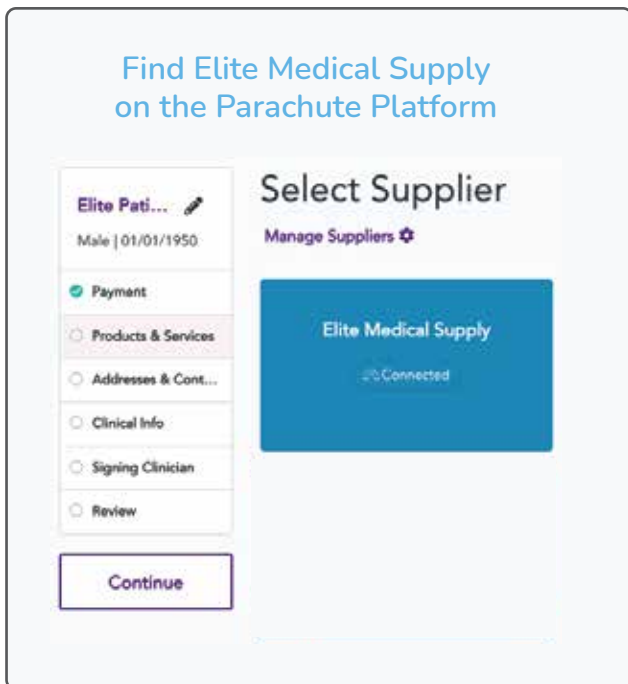 Find Elite Medical Supply
on the Parachute Platform
Elite Pati...
Male | 01/01/1950
Payment
Products & Services
Addresses & Cont...
Clinical Info
Signing Clinician
Review
Continue
Select Supplier
Manage Suppliers
Elite Medical Supply
Connected